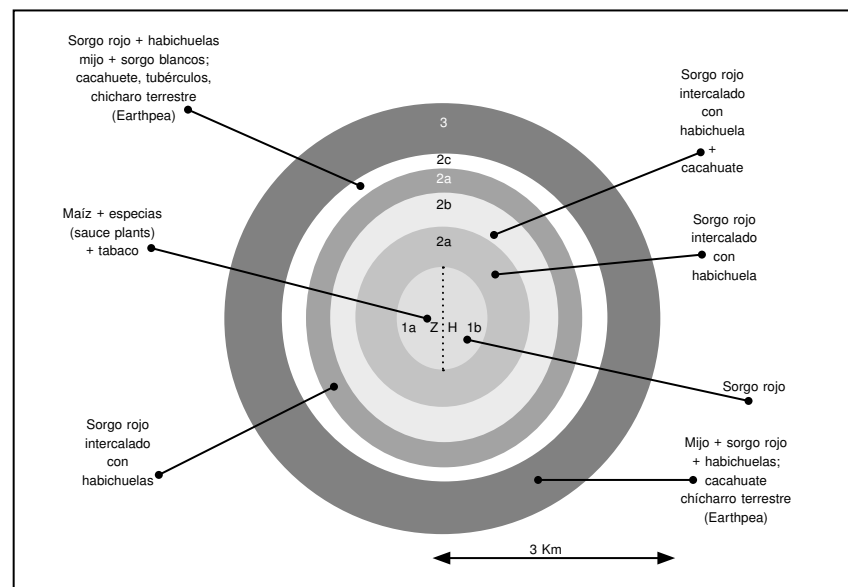 Sorgo rojo + habichuelas
mijo + sorgo blancos;
cacahuete, tubérculos,
chicharo terrestre
(Earthpea)
Sorgo rojo
intercalado
con
habichuela
+
cacahuate
3
2c
2a
2b
2a
Maíz + especias
(sauce plants)
+ tabaco
Sorgo rojo
intercalado
con
habichuela
1a Z H 1b
Sorgo rojo
Sorgo rojo
intercalado
con
habichuelas
Mijo + sorgo rojo
+ habichuelas;
cacahuate
chícharro terrestre
(Earthpea)
3 Km